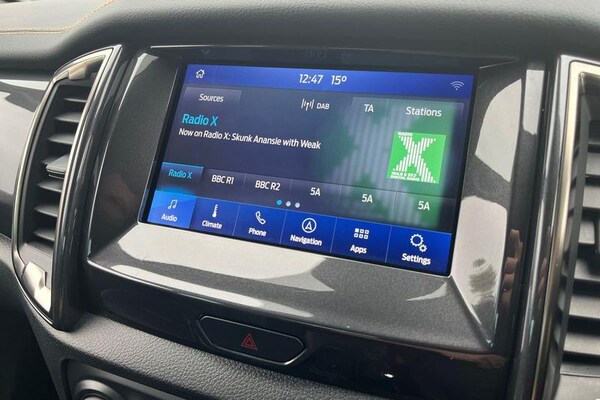 12:47 15°
Sources DAB TA Stations
Radio X
Now on Radio X: Skunk Anansie with Weak
RADIO
X
Radio X BBC R1 BBC R2 5A 5A 5A
Audio Climate Phone Navigation Apps Settings